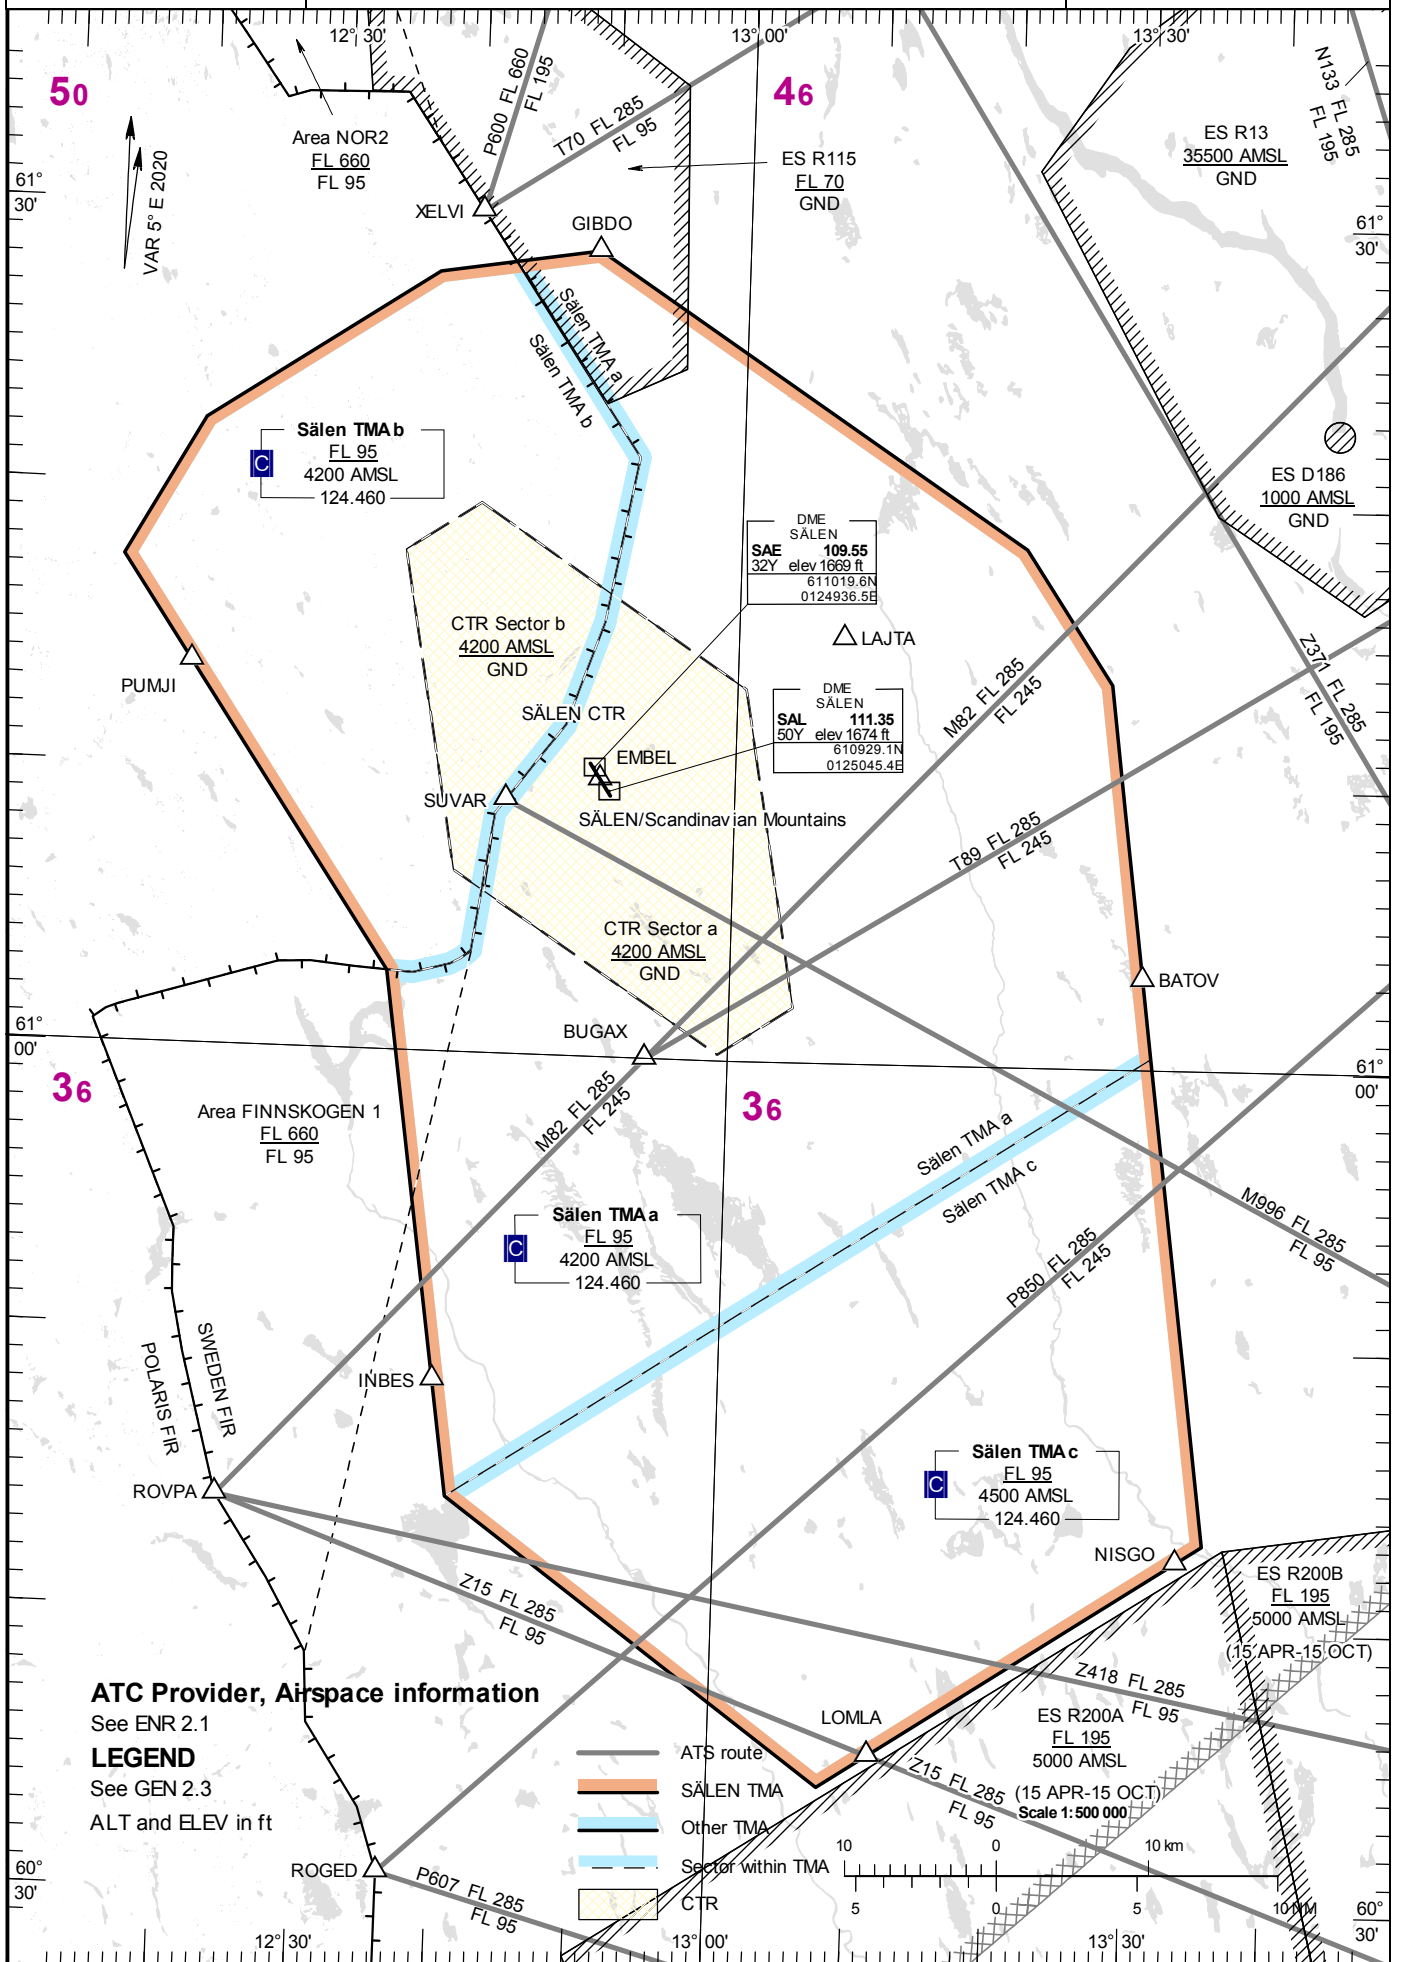 12° 30'
13° 00'
13° 30'
50
46
P600 FL 660
FL 195
T70 FL 285
FL 95
N133 FL 285
FL 195
Area NOR2
FL 660
FL 95
ES R115
FL 70
GND
ES R13
35500 AMSL
GND
VAR 5° E 2020
61°
30'
XELVI
GIBDO
61°
30'
Sälen TMA a
Sälen TMA b
Sälen TMA b
FL 95
C
4200 AMSL
124.460
ES D186
1000 AMSL
GND
DME
SÄLEN
SAE 109.55
32Y elev 1669 ft
611019.6N
0124936.5E
CTR Sector b
4200 AMSL
GND
LAJTA
PUMJI
Z371 FL 285
FL 195
M82 FL 285
FL 245
DME
SÄLEN
SAL 111.35
50Y elev 1674 ft
610929.1N
0125045.4E
SÄLEN CTR
EMBEL
SUVAR
SÄLEN/Scandinavian Mountains
T89 FL 285
FL 245
CTR Sector a
4200 AMSL
GND
BATOV
BUGAX
61°
00'
61°
00'
36
36
Area FINNSKOGEN 1
FL 660
FL 95
M82 FL 285
FL 245
Sälen TMA a
Sälen TMA c
M996 FL 285
FL 95
Sälen TMA a
FL 95
C
4200 AMSL
124.460
P850 FL 285
FL 245
SWEDEN FIR
POLARIS FIR
INBES
Sälen TMA c
FL 95
C
4500 AMSL
124.460
ROVPA
NISGO
Z15 FL 285
FL 95
ES R200B
FL 195
5000 AMSL
(15 APR-15 OCT)
Z418 FL 285
FL 95
ATC Provider, Airspace information
See ENR 2.1
LEGEND
See GEN 2.3
ALT and ELEV in ft
LOMLA
ES R200A
FL 195
5000 AMSL
(15 APR-15 OCT)
Z15 FL 285
FL 95
ATS route
SÄLEN TMA
Other TMA
Sector within TMA
CTR
Scale 1: 500 000
10 0 10 km
5 0 5 10 NM
ROGED
P607 FL 285
FL 95
60°
30'
60°
30'
12° 30'
13° 00'
13° 30'